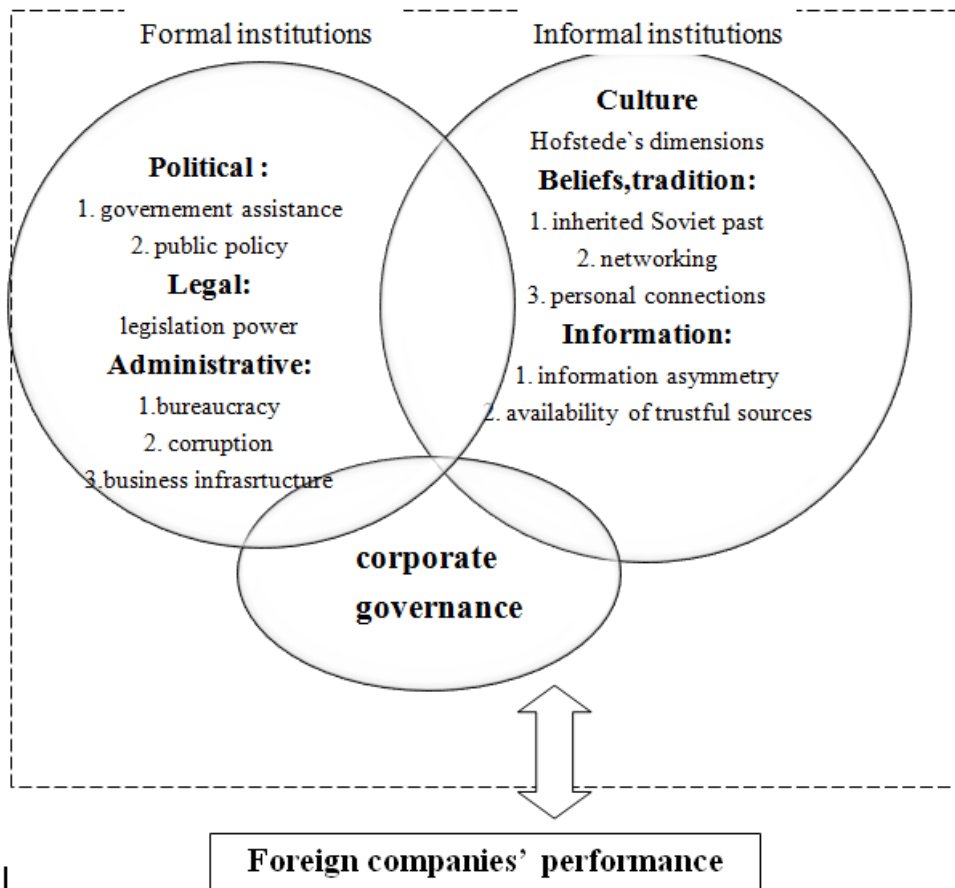 Formal institutions
Informal institutions
Political :
1. governement assistance
2. public policy
Legal:
legislation power
Administrative:
1.bureaucracy
2. corruption
3.business infrasrtucture
Culture
Hofstede`s dimensions
Beliefs,tradition:
1. inherited Soviet past
2. networking
3. personal connections
Information:
1. information asymmetry
2. availability of trustful sources
corporate
governance
Foreign companies’ performance